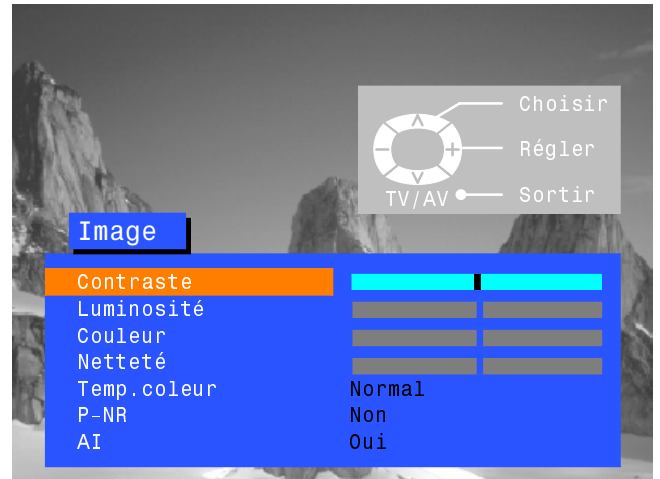 Choisir
Régler
TV/AV Sortir
Image
Contraste
Luminosité
Couleur
Netteté
Temp.coleur Normal
P-NR Non
AI Oui